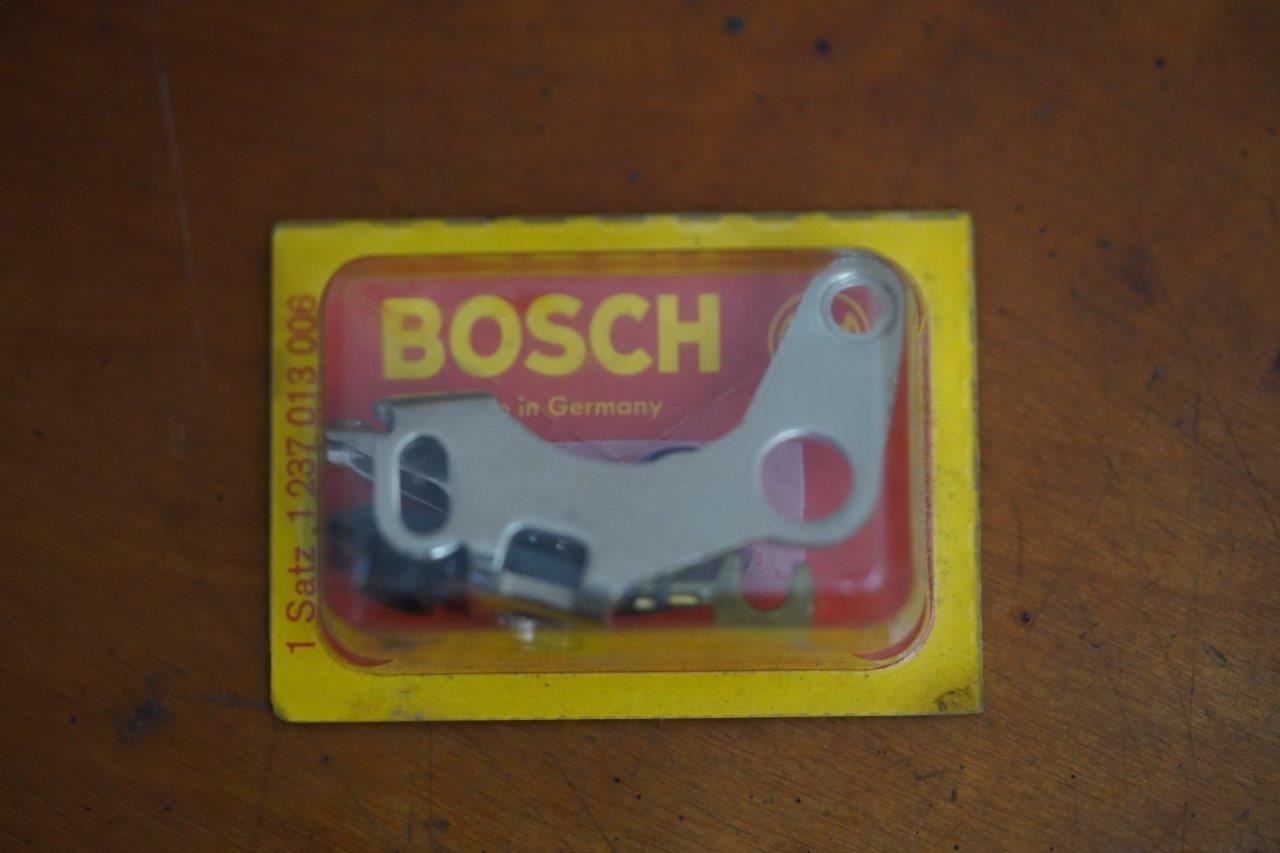 BOSCH
in Germany
1 Satz 1 237 013 006